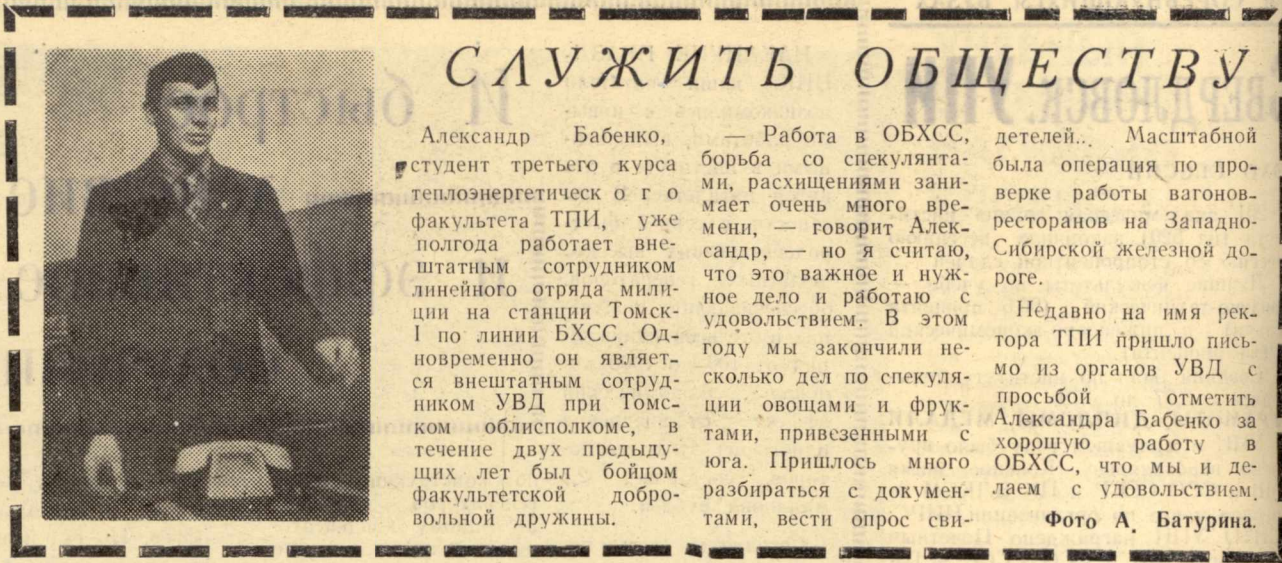 СЛУЖИТЬ ОБЩЕСТВУ
Александр Бабенко,
студент третьего курса
теплоэнергетическ о г о
факультета ТПИ, уже
полгода работает вне-
штатным сотрудником
линейного отряда мили-
ции на станции Томск-
I по линии БХСС. Од-
новременно он являет-
ся внештатным сотруд-
ником УВД при Томс-
ком облисполкоме, в
течение двух предыду-
щих лет был бойцом
факультетской добро-
вольной дружины.
— Работа в ОБХСС,
борьба со спекулянта-
ми, расхищениями зани-
мает очень много вре-
мени, — говорит Алек-
сандр, — но я считаю,
что это важное и нуж-
ное дело и работаю с
удовольствием. В этом
году мы закончили не-
сколько дел по спекуля-
ции овощами и фрук-
тами, привезенными с
юга. Пришлось много
разбираться с докумен-
тами, вести опрос сви-
детелей... Масштабной
была операция по про-
верке работы вагонов-
ресторанов на Западно-
Сибирской железной до-
роге.
Недавно на имя рек-
тора ТПИ пришло пись-
мо из органов УВД с
просьбой отметить
Александра Бабенко за
хорошую работу в
ОБХСС, что мы и де-
лаем с удовольствием.
Фото А. Батурина.